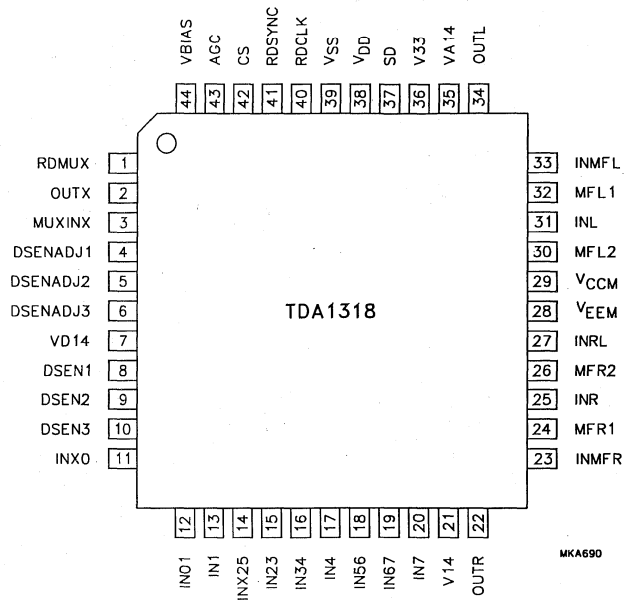 VBIAS
AGC
CS
RDSYNC
RDCLK
VSS
VDD
SD
V33
VA14
OUTL
44 43 42 41 40 39 38 37 36 35 34
RDMUX 1
OUTX 2
MUXINX 3
DSENADJ1 4
DSENADJ2 5
DSENADJ3 6
VD14 7
DSEN1 8
DSEN2 9
DSEN3 10
INX0 11
TDA1318
33 INMFL
32 MFL1
31 INL
30 MFL2
29 VCCM
28 VEEM
27 INRL
26 MFR2
25 INR
24 MFR1
23 INMFR
12 13 14 15 16 17 18 19 20 21 22
IN01
IN1
INX25
IN23
IN34
IN4
IN56
IN67
IN7
V14
OUTR
MKA690